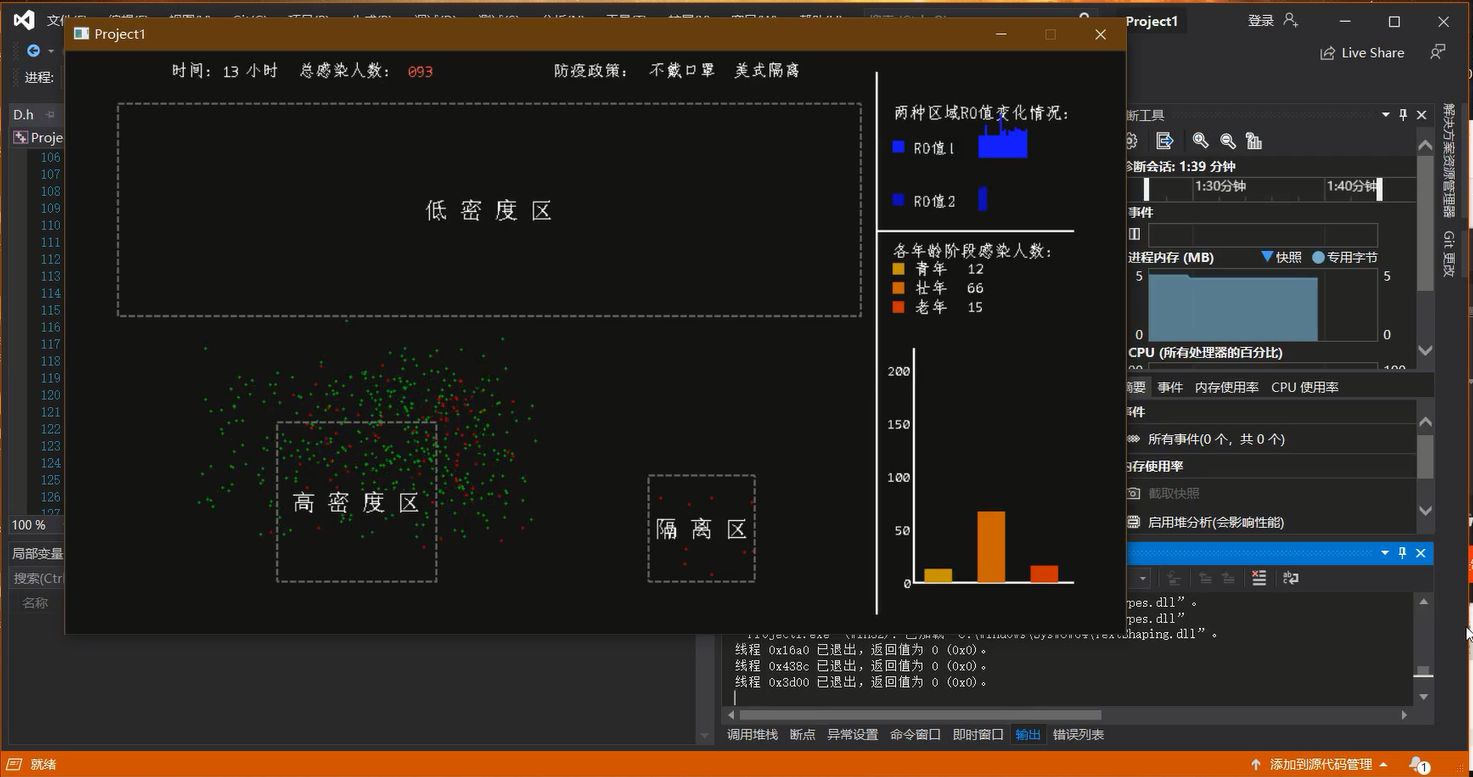 Project1
登录
Live Share
进程:
Project1
时间: 13 小时 总感染人数: 093
防疫政策: 不戴口罩 美式隔离
低 密 度 区
高 密 度 区
隔 离 区
两种区域R0值变化情况:
R0值1
R0值2
各年龄阶段感染人数:
青年 12
壮年 66
老年 15
200
150
100
50
0
D.h
Proje
106
107
108
109
110
111
112
113
114
115
116
117
118
119
120
121
122
123
124
125
126
127
100 %
局部变量
搜索(Ctrl
名称
断工具
诊断会话: 1:39 分钟
1:30分钟
1:40分钟
事件
进程内存 (MB)
快照
专用字节
5
5
0
0
CPU (所有处理器的百分比)
摘要 事件 内存使用率 CPU 使用率
事件
所有事件(0 个，共 0 个)
内存使用率
截取快照
启用堆分析(会影响性能)
解决方案资源管理器
Git 更改
ypes.dll”。
ypes.dll”。
线程 0x16a0 已退出，返回值为 0 (0x0)。
线程 0x438c 已退出，返回值为 0 (0x0)。
线程 0x3d00 已退出，返回值为 0 (0x0)。
调用堆栈 断点 异常设置 命令窗口 即时窗口 输出 错误列表
就绪
添加到源代码管理
1